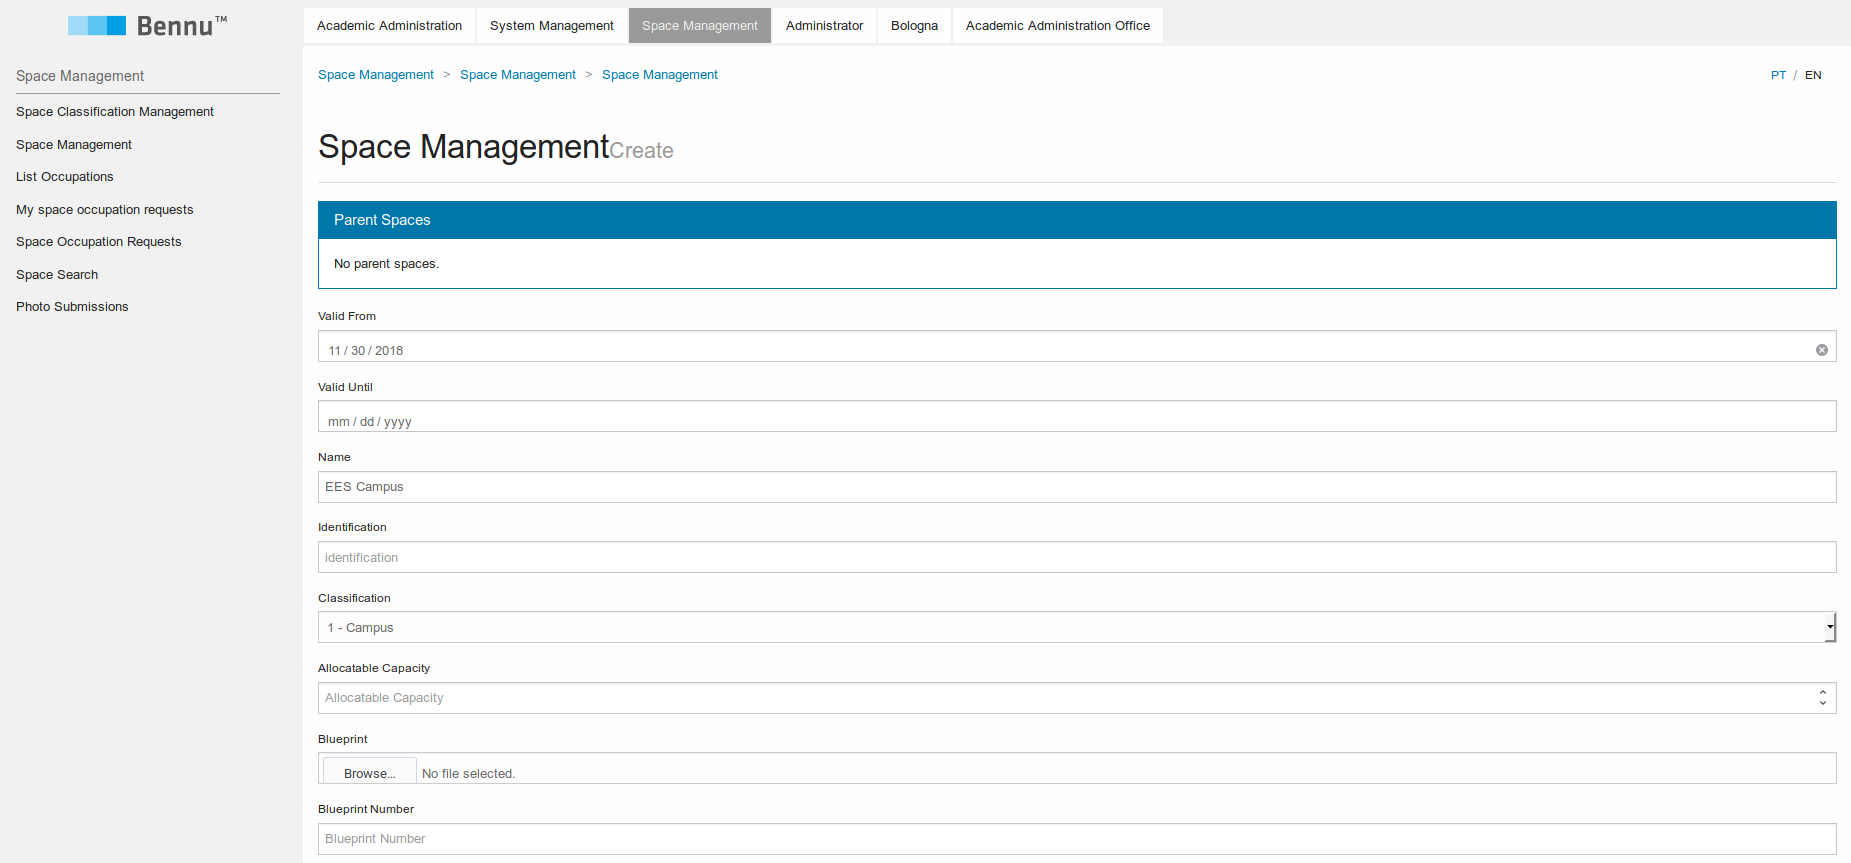 Bennu™
Academic Administration
System Management
Space Management
Administrator
Bologna
Academic Administration Office
Space Management
Space Classification Management
Space Management
List Occupations
My space occupation requests
Space Occupation Requests
Space Search
Photo Submissions
Space Management > Space Management > Space Management
PT / EN
Space ManagementCreate
Parent Spaces
No parent spaces.
Valid From
11 / 30 / 2018
Valid Until
mm / dd / yyyy
Name
EES Campus
Identification
identification
Classification
1 - Campus
Allocatable Capacity
Allocatable Capacity
Blueprint
Browse... No file selected.
Blueprint Number
Blueprint Number